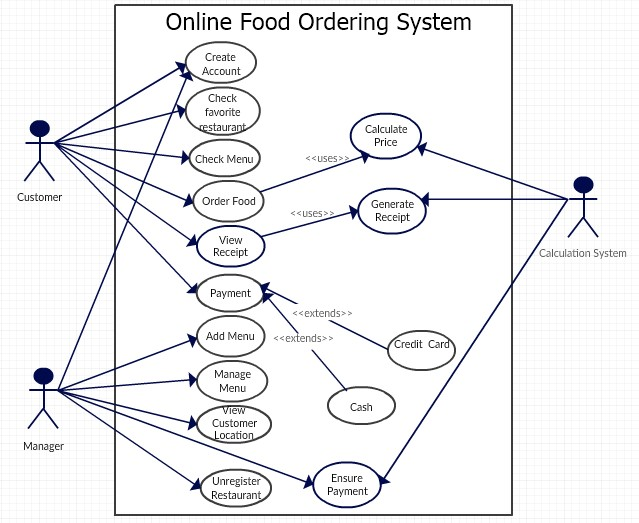 Online Food Ordering System
Create
Account
Check
favorite
restaurant
Check Menu
Order Food
View
Receipt
Payment
Add Menu
Manage
Menu
View
Customer
Location
Unregister
Restaurant
Calculate
Price
Generate
Receipt
<<uses>>
<<uses>>
<<extends>>
<<extends>>
Credit Card
Cash
Ensure
Payment
Customer
Manager
Calculation System